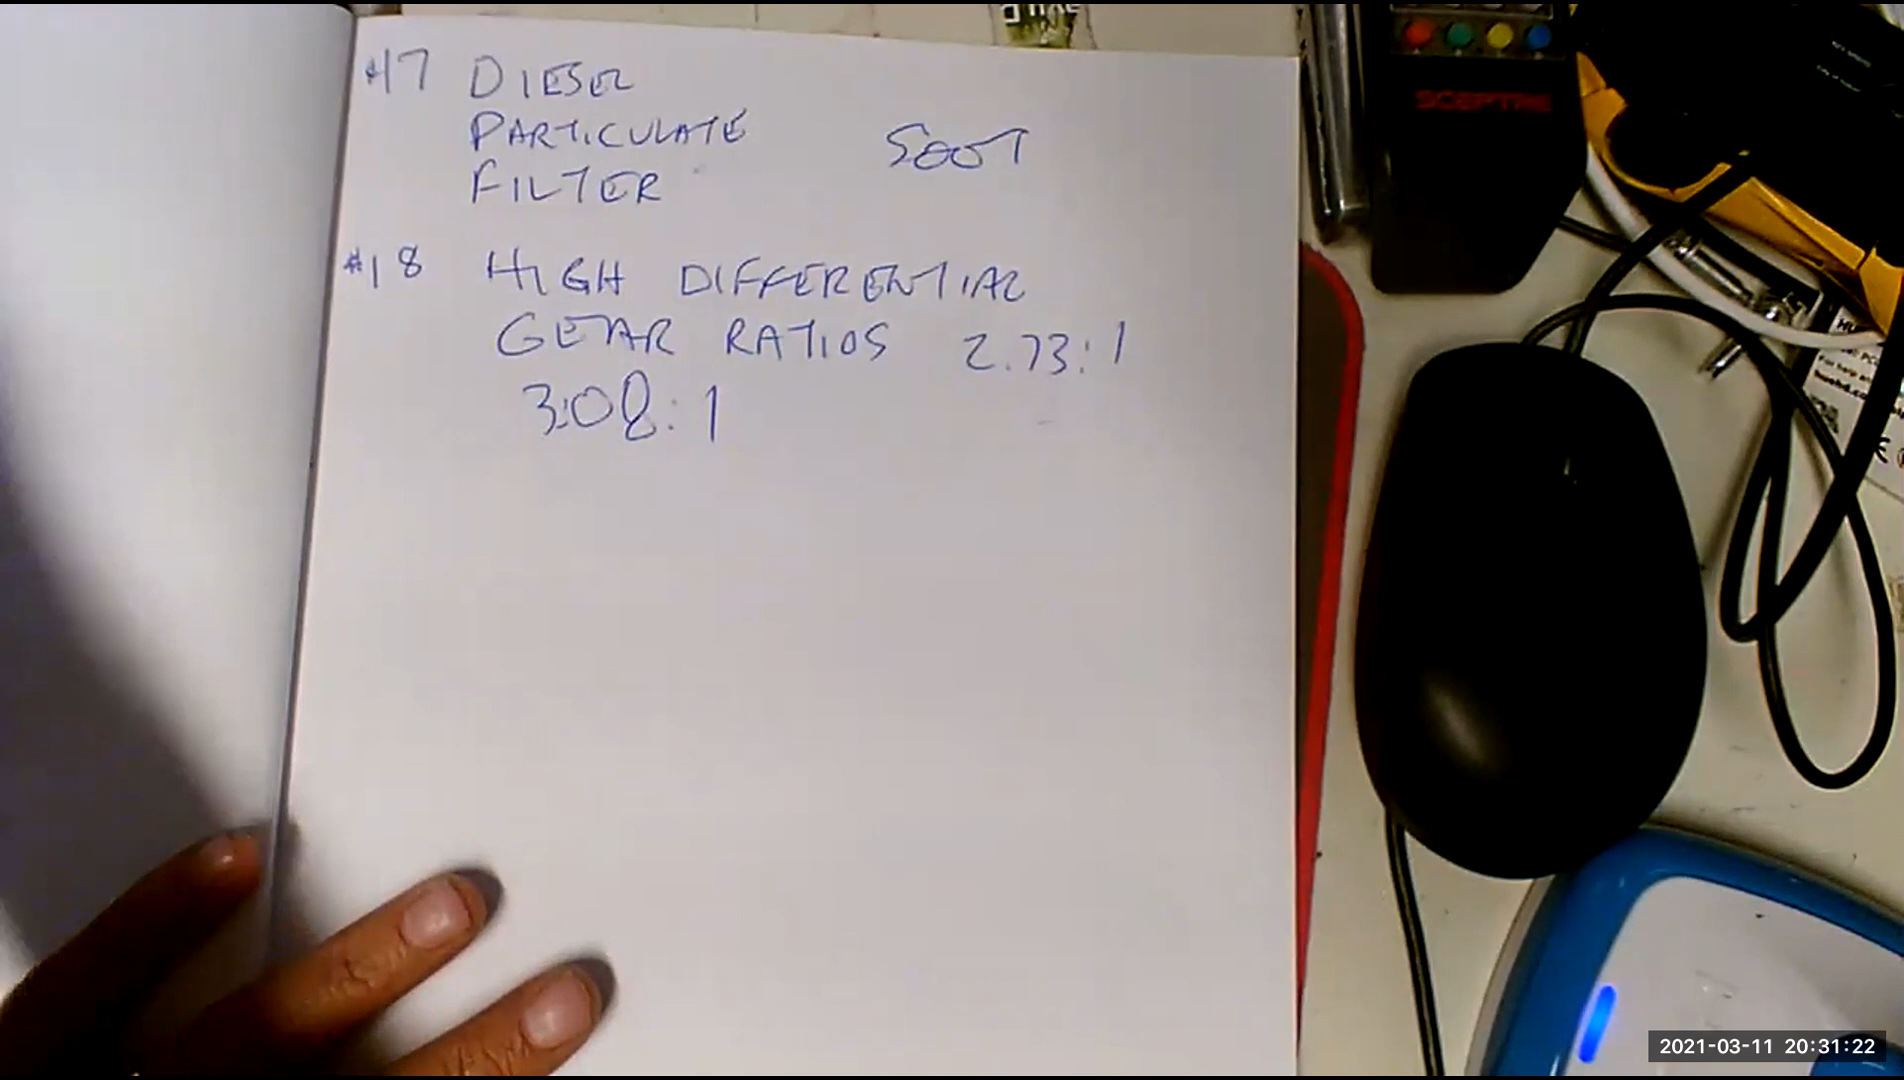 #17 DIESEL
PARTICULATE
FILTER
SOOT
#18 HIGH DIFFERENTIAL
GEAR RATIOS 2.73:1
3:08:1
SCEPTRE
2021-03-11 20:31:22